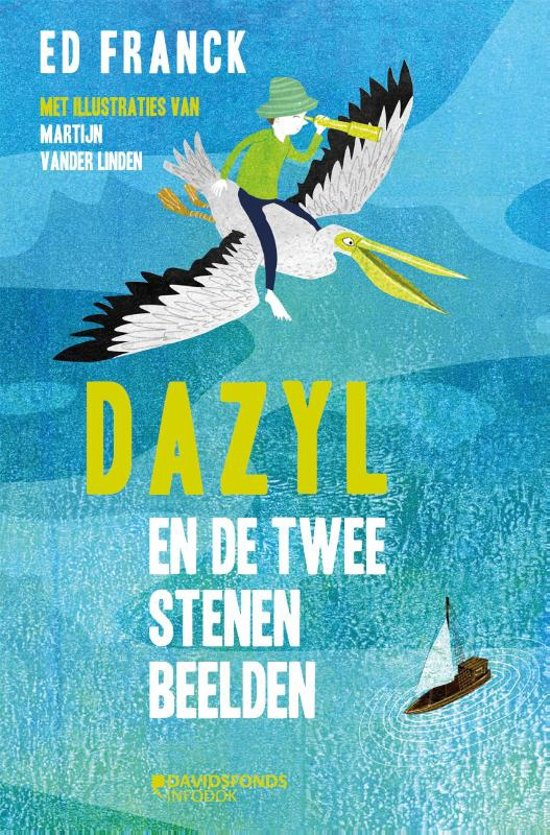 ED FRANCK
MET ILLUSTRATIES VAN
MARTIJN
VANDER LINDEN
DAZYL
EN DE TWEE
STENEN
BEELDEN
DAVIDSFONDS
INFODOK